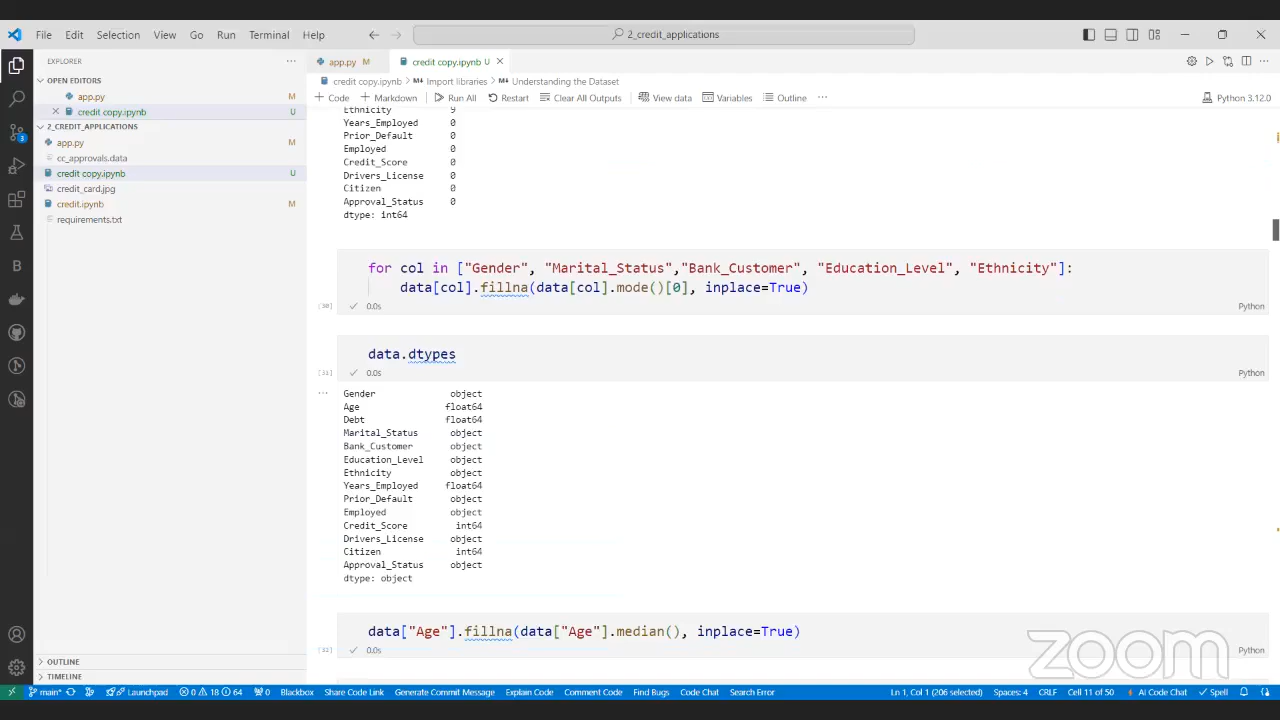 File Edit Selection View Go Run Terminal Help
2_credit_applications
EXPLORER
OPEN EDITORS
app.py M
credit copy.ipynb U
2_CREDIT_APPLICATIONS
app.py M
cc_approvals.data
credit copy.ipynb U
credit_card.jpg
credit.ipynb M
requirements.txt
OUTLINE
TIMELINE
app.py M credit copy.ipynb U
credit copy.ipynb > Import libraries > Understanding the Dataset
+ Code + Markdown Run All Restart Clear All Outputs View data Variables Outline ... Python 3.12.0
Ethnicity 9
Years_Employed 0
Prior_Default 0
Employed 0
Credit_Score 0
Drivers_License 0
Citizen 0
Approval_Status 0
dtype: int64
for col in ["Gender", "Marital_Status","Bank_Customer", "Education_Level", "Ethnicity"]:
data[col].fillna(data[col].mode()[0], inplace=True)
[30] 0.0s Python
data.dtypes
[31] 0.0s Python
Gender object
Age float64
Debt float64
Marital_Status object
Bank_Customer object
Education_Level object
Ethnicity object
Years_Employed float64
Prior_Default object
Employed object
Credit_Score int64
Drivers_License object
Citizen int64
Approval_Status object
dtype: object
data["Age"].fillna(data["Age"].median(), inplace=True)
0.0s Python
zoom
main* Launchpad 0 18 64 0 Blackbox Share Code Link Generate Commit Message Explain Code Comment Code Find Bugs Code Chat Search Error Ln 1, Col 1 (206 selected) Spaces: 4 CRLF Cell 11 of 50 AI Code Chat Spell